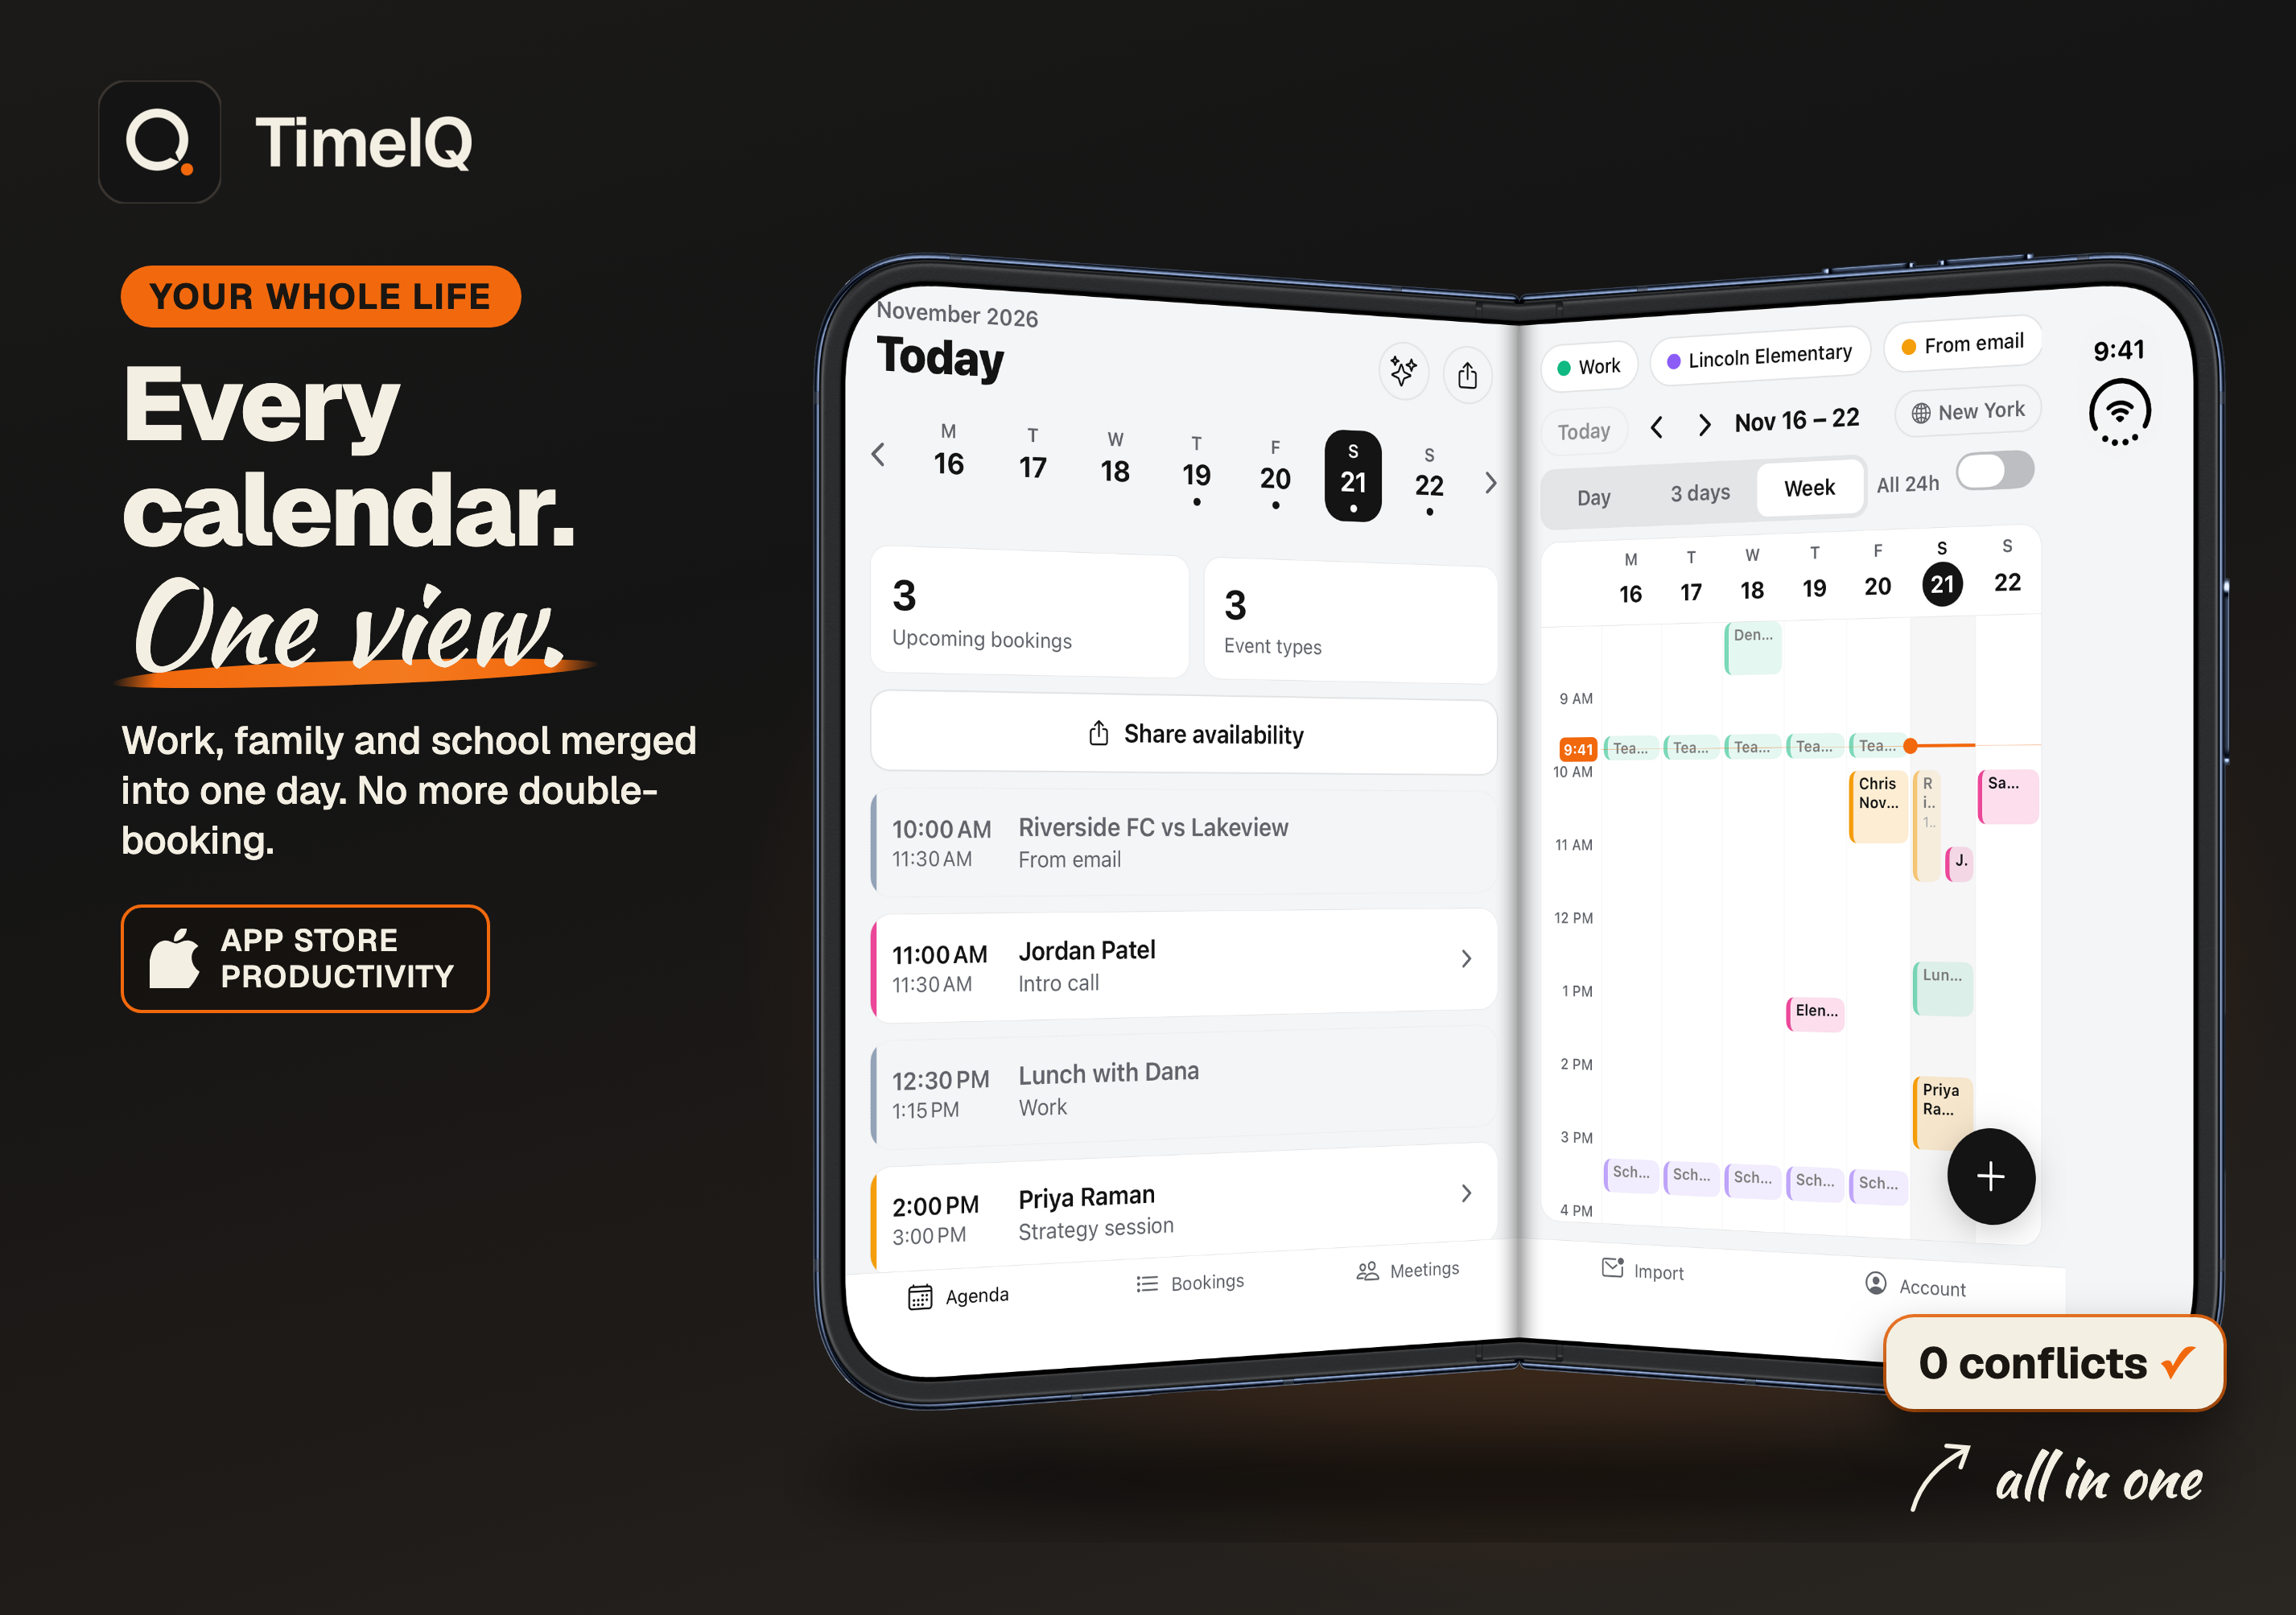 TimeIQ
YOUR WHOLE LIFE
Every
calendar.
One view.
Work, family and school merged
into one day. No more double-
booking.
APP STORE
PRODUCTIVITY
November 2026
Today
M T W T F S S
16 17 18 19 20 21 22
3
Upcoming bookings
3
Event types
Share availability
10:00 AM Riverside FC vs Lakeview
11:30 AM From email
11:00 AM Jordan Patel
11:30 AM Intro call
12:30 PM Lunch with Dana
1:15 PM Work
2:00 PM Priya Raman
3:00 PM Strategy session
Agenda Bookings Meetings
Work Lincoln Elementary From email
9:41
Today Nov 16 – 22 New York
Day 3 days Week All 24h
M T W T F S S
16 17 18 19 20 21 22
Den...
9 AM
9:41 Tea... Tea... Tea... Tea... Tea...
10 AM
Chris
Nov...
R
i..
1..
Sa...
11 AM
J.
12 PM
Lun...
1 PM
Elen...
2 PM
Priya
Ra...
3 PM
Sch... Sch... Sch... Sch... Sch...
4 PM
Import Account
0 conflicts ✓
all in one